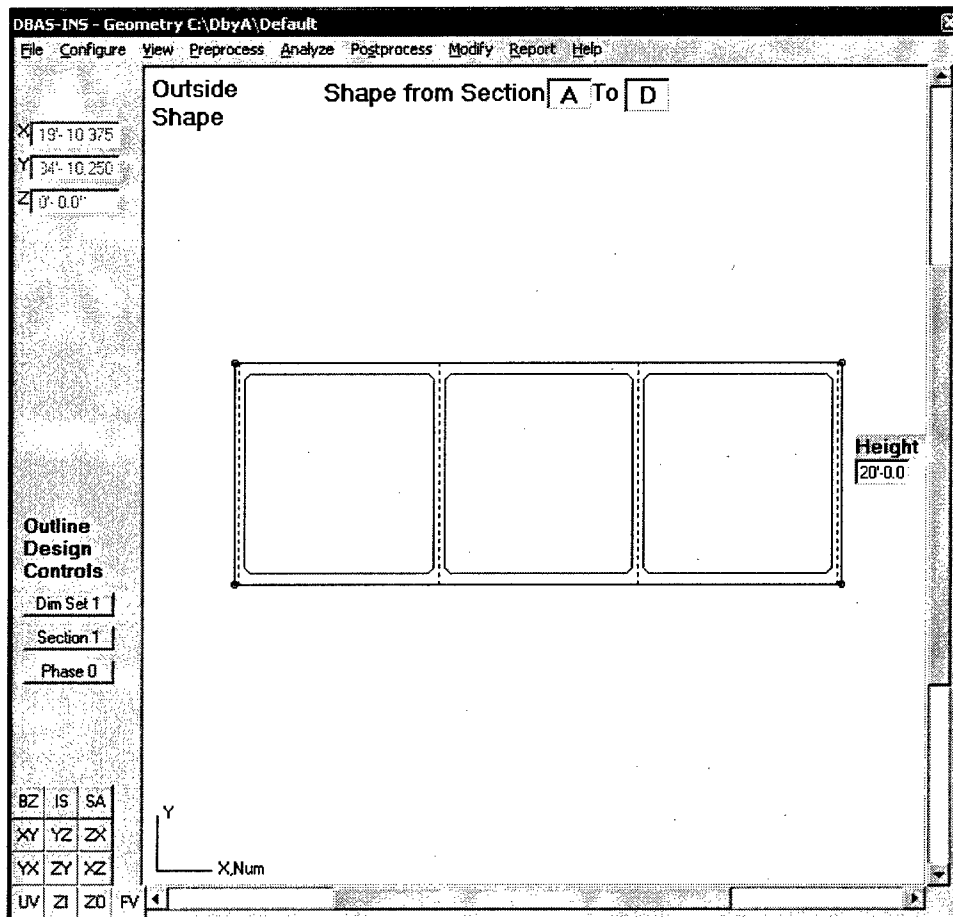 DBAS-INS - Geometry C:\DbyA\Default
File Configure View Preprocess Analyze Postprocess Modify Report Help
Outside Shape from Section A To D
Shape
X 19'- 10.375
Y 34'- 10.250
Z 0'- 0.0"
Height
20'-0.0
Outline
Design
Controls
Dim Set 1
Section 1
Phase 0
BZ IS SA
XY YZ ZX
YX ZY XZ
UV ZI ZO FV
Y
X,Num